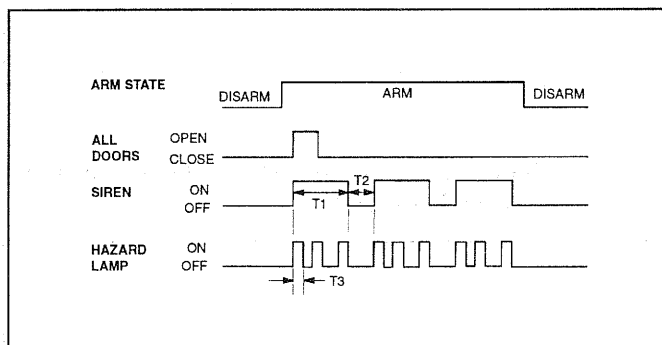 ARM STATE
DISARM
ARM
DISARM
ALL DOORS
OPEN
CLOSE
SIREN
ON
OFF
T1
T2
HAZARD LAMP
ON
OFF
T3